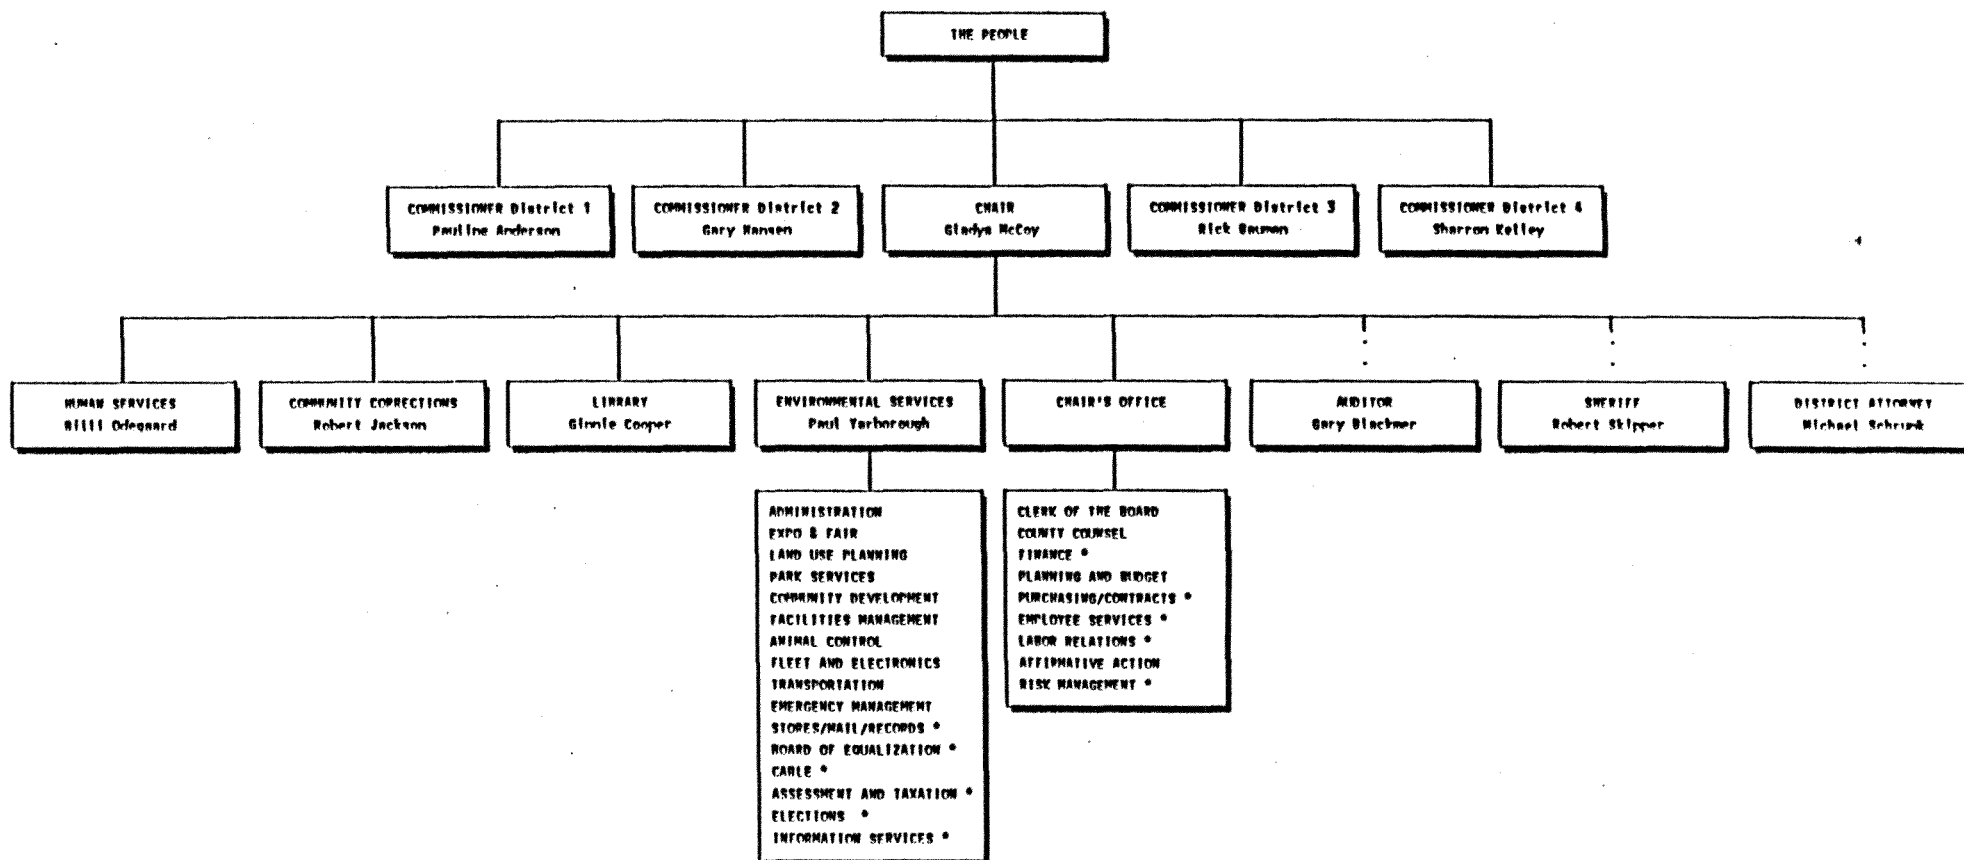 THE PEOPLE
COMMISSIONER District 1
Pauline Anderson
COMMISSIONER District 2
Gary Hansen
CHAIR
Gladys McCoy
COMMISSIONER District 3
Rick Bauman
COMMISSIONER District 4
Sharron Kelley
HUMAN SERVICES
Billi Odegaard
COMMUNITY CORRECTIONS
Robert Jackson
LIBRARY
Ginnie Cooper
ENVIRONMENTAL SERVICES
Paul Yarborough
CHAIR'S OFFICE
AUDITOR
Gary Blackmer
SHERIFF
Robert Skipper
DISTRICT ATTORNEY
Michael Schrunk
ADMINISTRATION
EXPO & FAIR
LAND USE PLANNING
PARK SERVICES
COMMUNITY DEVELOPMENT
FACILITIES MANAGEMENT
ANIMAL CONTROL
FLEET AND ELECTRONICS
TRANSPORTATION
EMERGENCY MANAGEMENT
STORES/MAIL/RECORDS *
BOARD OF EQUALIZATION *
CABLE *
ASSESSMENT AND TAXATION *
ELECTIONS *
INFORMATION SERVICES *
CLERK OF THE BOARD
COUNTY COUNSEL
FINANCE *
PLANNING AND BUDGET
PURCHASING/CONTRACTS *
EMPLOYEE SERVICES *
LABOR RELATIONS *
AFFIRMATIVE ACTION
RISK MANAGEMENT *